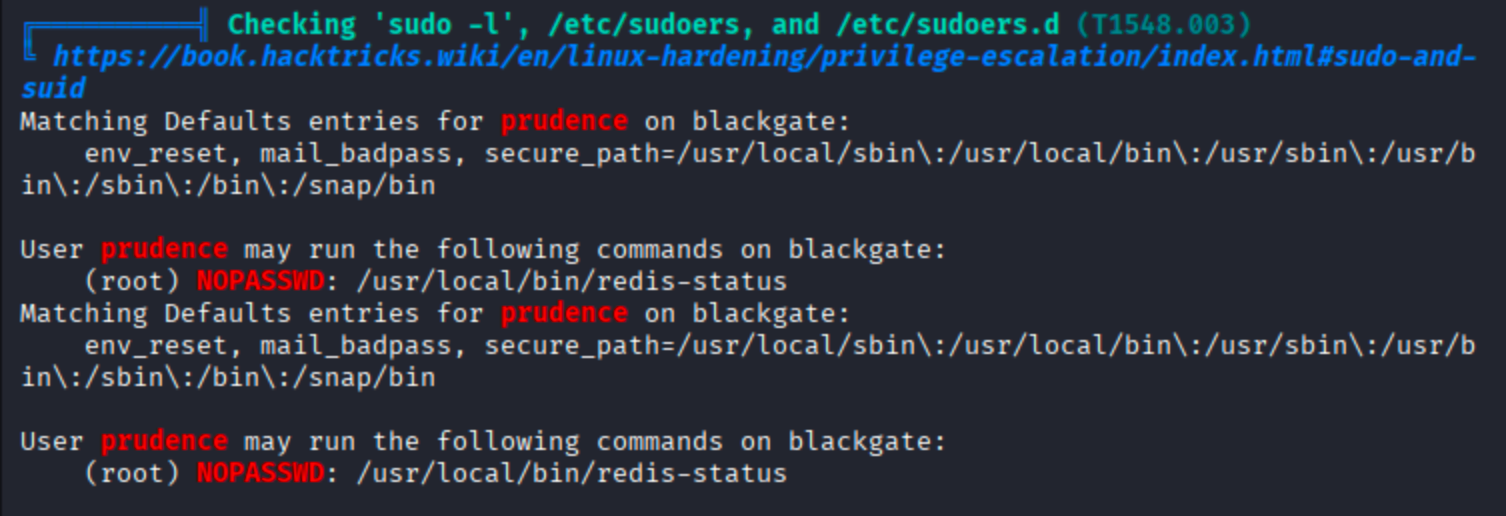 ╔══════════╣ Checking 'sudo -l', /etc/sudoers, and /etc/sudoers.d (T1548.003)
╚ https://book.hacktricks.wiki/en/linux-hardening/privilege-escalation/index.html#sudo-and-
suid
Matching Defaults entries for prudence on blackgate:
    env_reset, mail_badpass, secure_path=/usr/local/sbin\:/usr/local/bin\:/usr/sbin\:/usr/b
in\:/sbin\:/bin\:/snap/bin

User prudence may run the following commands on blackgate:
    (root) NOPASSWD: /usr/local/bin/redis-status
Matching Defaults entries for prudence on blackgate:
    env_reset, mail_badpass, secure_path=/usr/local/sbin\:/usr/local/bin\:/usr/sbin\:/usr/b
in\:/sbin\:/bin\:/snap/bin

User prudence may run the following commands on blackgate:
    (root) NOPASSWD: /usr/local/bin/redis-status